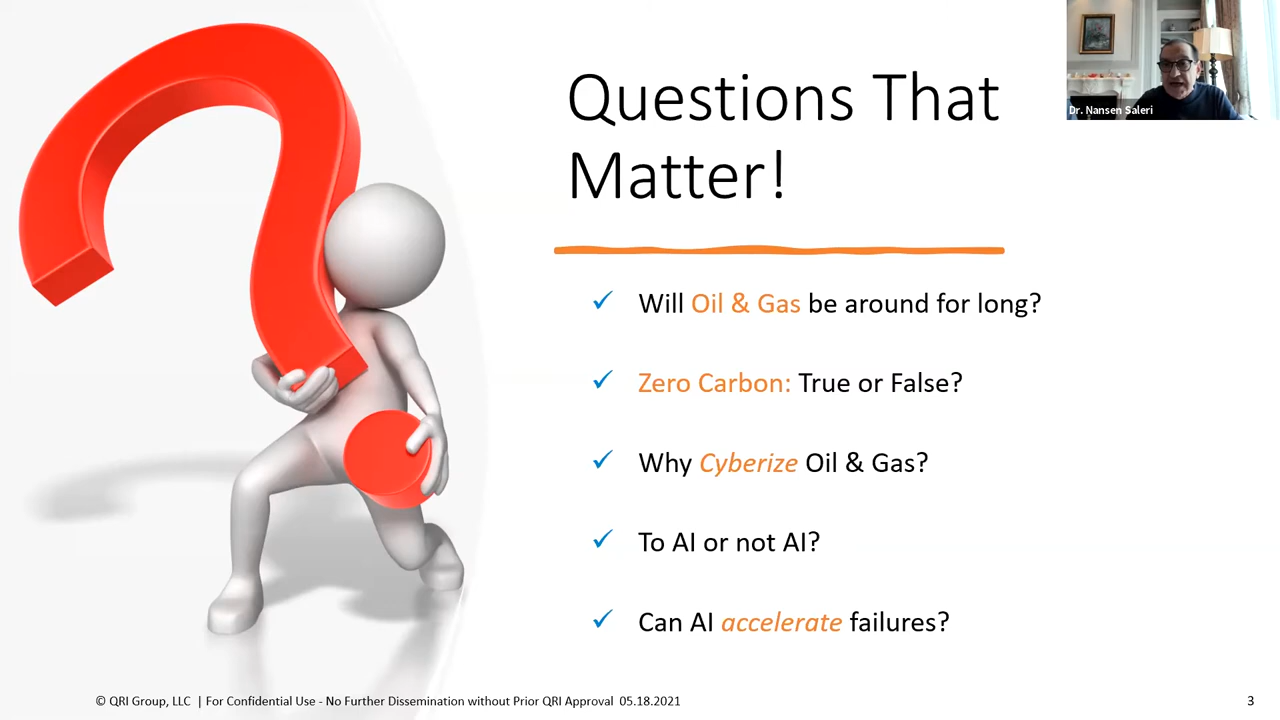 Questions That
Matter!
Dr. Nansen Saleri
✓ Will Oil & Gas be around for long?
✓ Zero Carbon: True or False?
✓ Why Cyberize Oil & Gas?
✓ To AI or not AI?
✓ Can AI accelerate failures?
© QRI Group, LLC | For Confidential Use - No Further Dissemination without Prior QRI Approval 05.18.2021
3